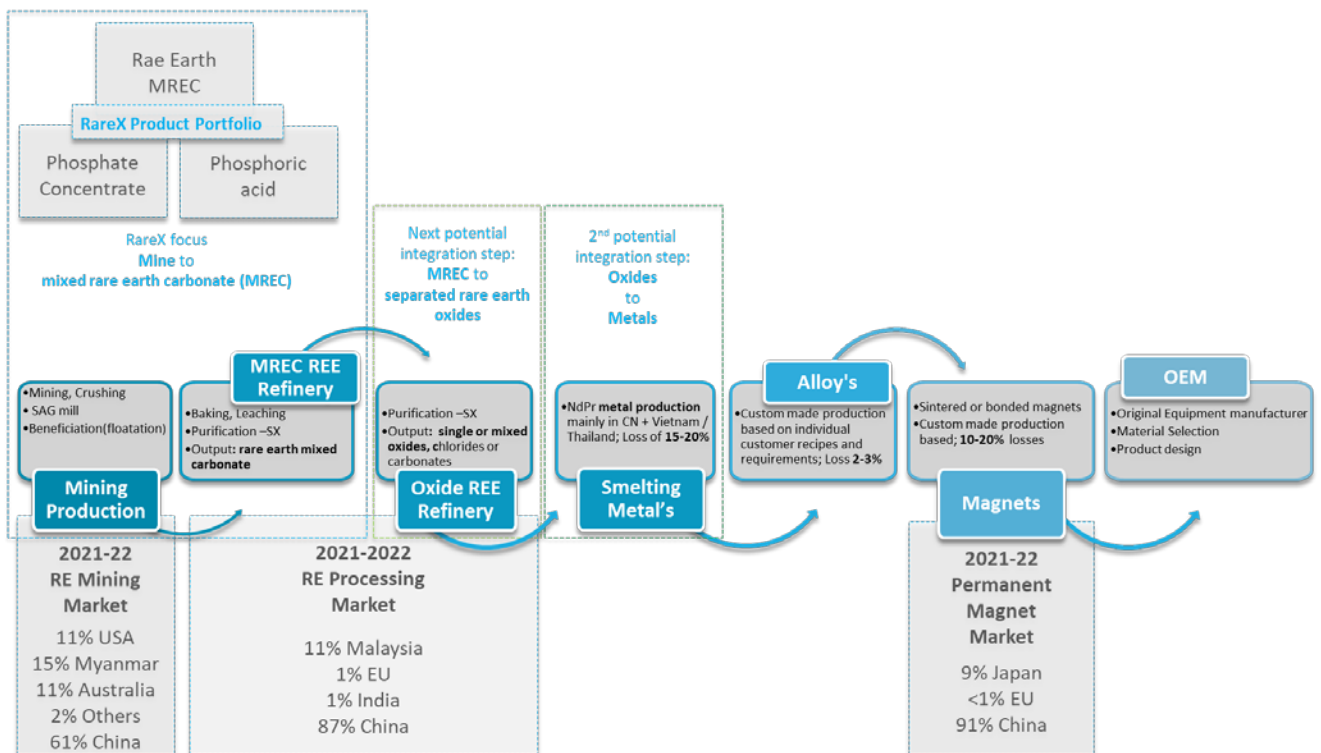 Rae Earth
MREC
RareX Product Portfolio
Phosphate
Concentrate
Phosphoric
acid
RareX focus
Mine to
mixed rare earth carbonate (MREC)
Next potential
integration step:
MREC to
separated rare earth
oxides
2nd potential
integration step:
Oxides
to
Metals
•Mining, Crushing
• SAG mill
•Beneficiation(floatation)
Mining
Production
MREC REE
Refinery
•Baking, Leaching
•Purification –SX
•Output: rare earth mixed
carbonate
•Purification –SX
•Output: single or mixed
oxides, chlorides or
carbonates
Oxide REE
Refinery
•NdPr metal production
mainly in CN + Vietnam /
Thailand; Loss of 15-20%
Smelting
Metal’s
Alloy's
•Custom made production
based on individual
customer recipes and
requirements; Loss 2-3%
•Sintered or bonded magnets
•Custom made production
based; 10-20% losses
Magnets
OEM
•Original Equipment manufacturer
•Material Selection
•Product design
2021-22
RE Mining
Market
11% USA
15% Myanmar
11% Australia
2% Others
61% China
2021-2022
RE Processing
Market
11% Malaysia
1% EU
1% India
87% China
2021-22
Permanent
Magnet
Market
9% Japan
<1% EU
91% China